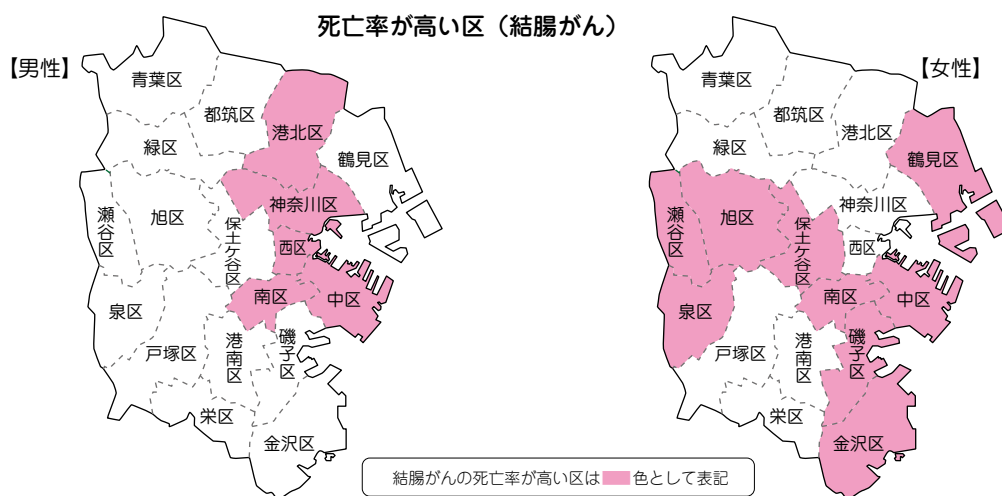 死亡率が高い区（結腸がん）
【男性】
青葉区
都筑区
港北区
緑区
鶴見区
神奈川区
瀬谷区
旭区
保土ケ谷区
西区
泉区
南区
中区
戸塚区
港南区
磯子区
栄区
金沢区
【女性】
青葉区
都筑区
港北区
鶴見区
緑区
神奈川区
瀬谷区
旭区
保土ケ谷区
西区
泉区
南区
中区
戸塚区
港南区
磯子区
栄区
金沢区
結腸がんの死亡率が高い区は 色として表記